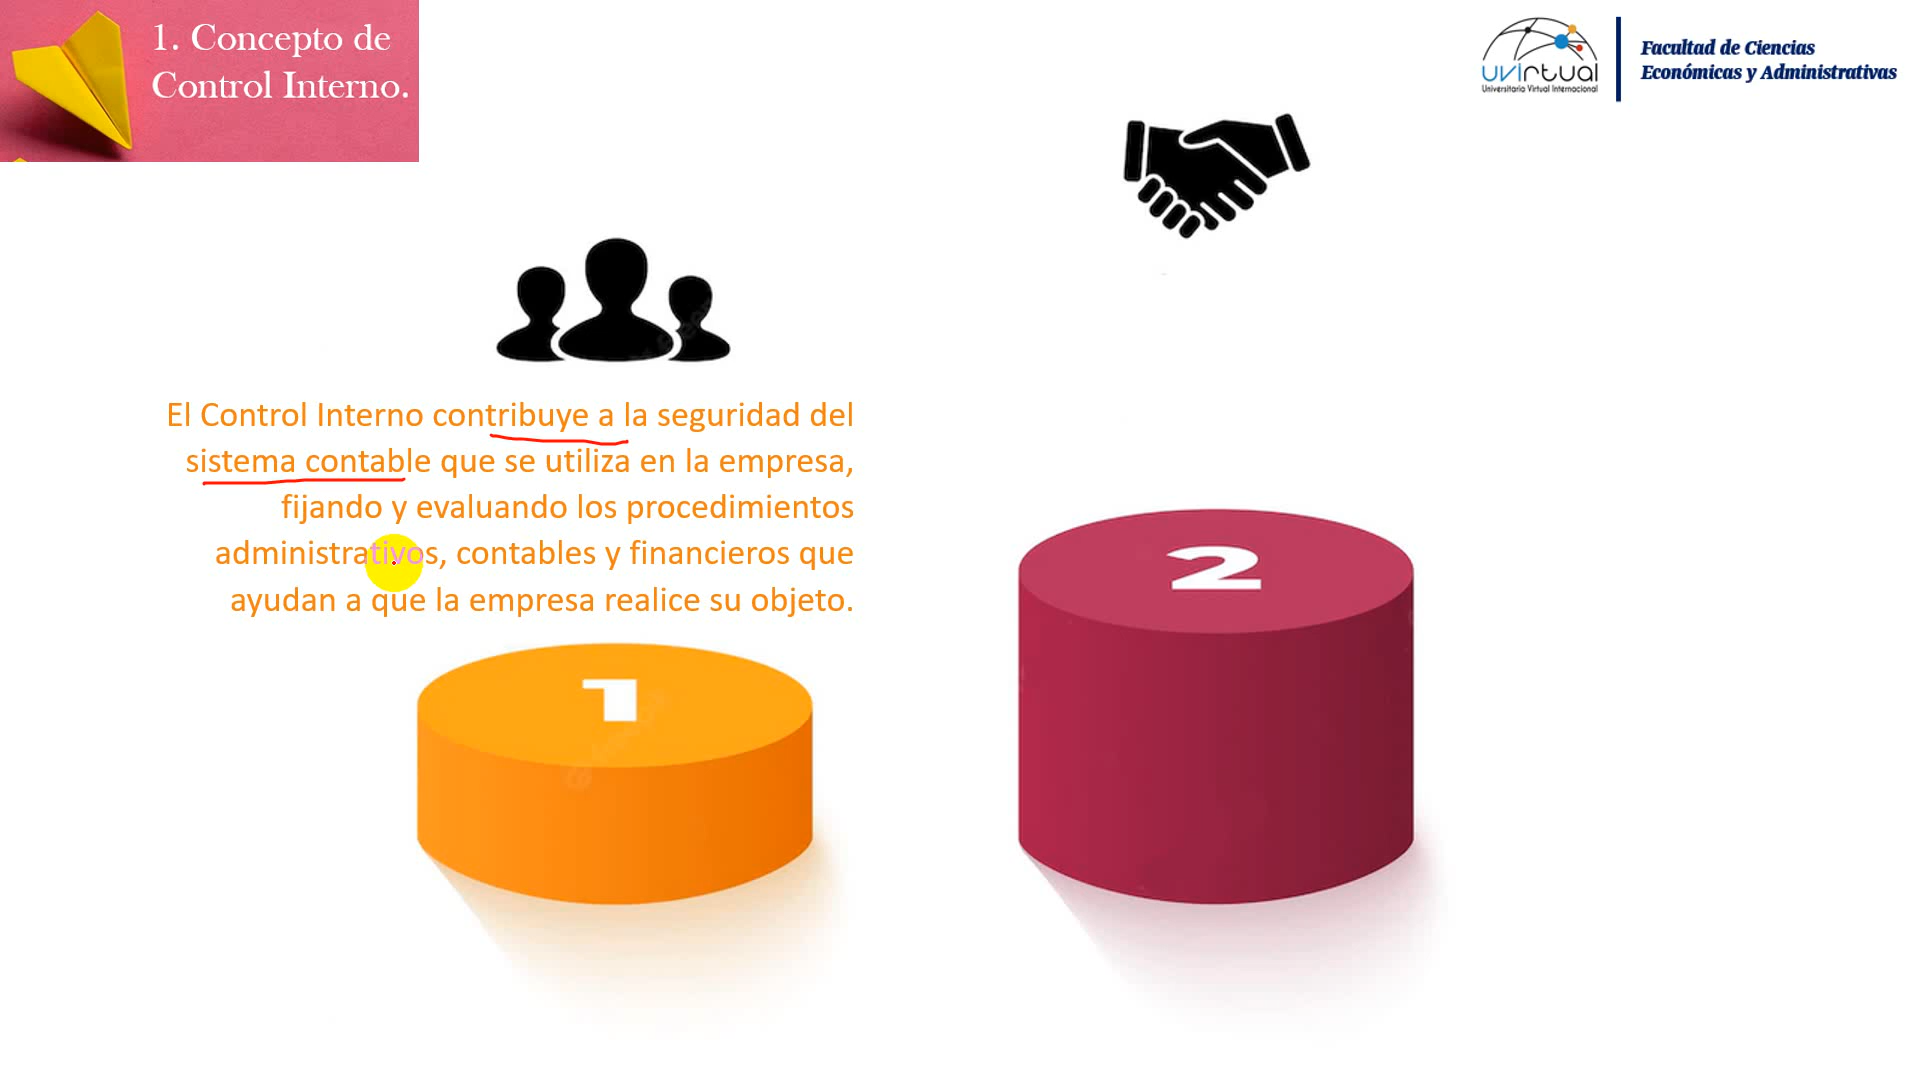 1. Concepto de
Control Interno.
uvirtual
Universitaria Virtual Internacional
Facultad de Ciencias
Económicas y Administrativas
El Control Interno contribuye a la seguridad del
sistema contable que se utiliza en la empresa,
fijando y evaluando los procedimientos
administrativos, contables y financieros que
ayudan a que la empresa realice su objeto.
1
2